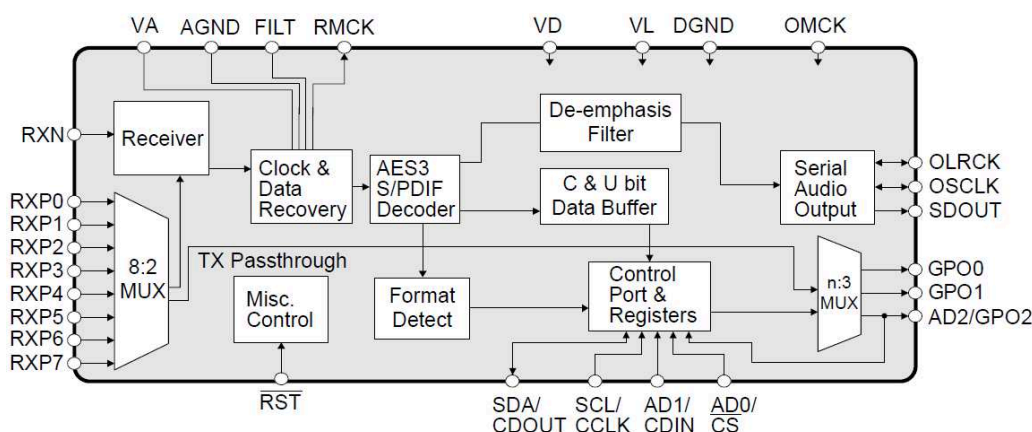 VA AGND FILT RMCK VD VL DGND OMCK
RXN
Receiver
Clock &
Data
Recovery
AES3
S/PDIF
Decoder
De-emphasis
Filter
C & U bit
Data Buffer
Serial
Audio
Output
OLRCK
OSCLK
SDOUT
RXP0
RXP1
RXP2
RXP3
RXP4
RXP5
RXP6
RXP7
8:2
MUX
TX Passthrough
Misc.
Control
Format
Detect
Control
Port &
Registers
n:3
MUX
GPO0
GPO1
AD2/GPO2
RST
SDA/
CDOUT
SCL/
CCLK
AD1/
CDIN
AD0/
CS